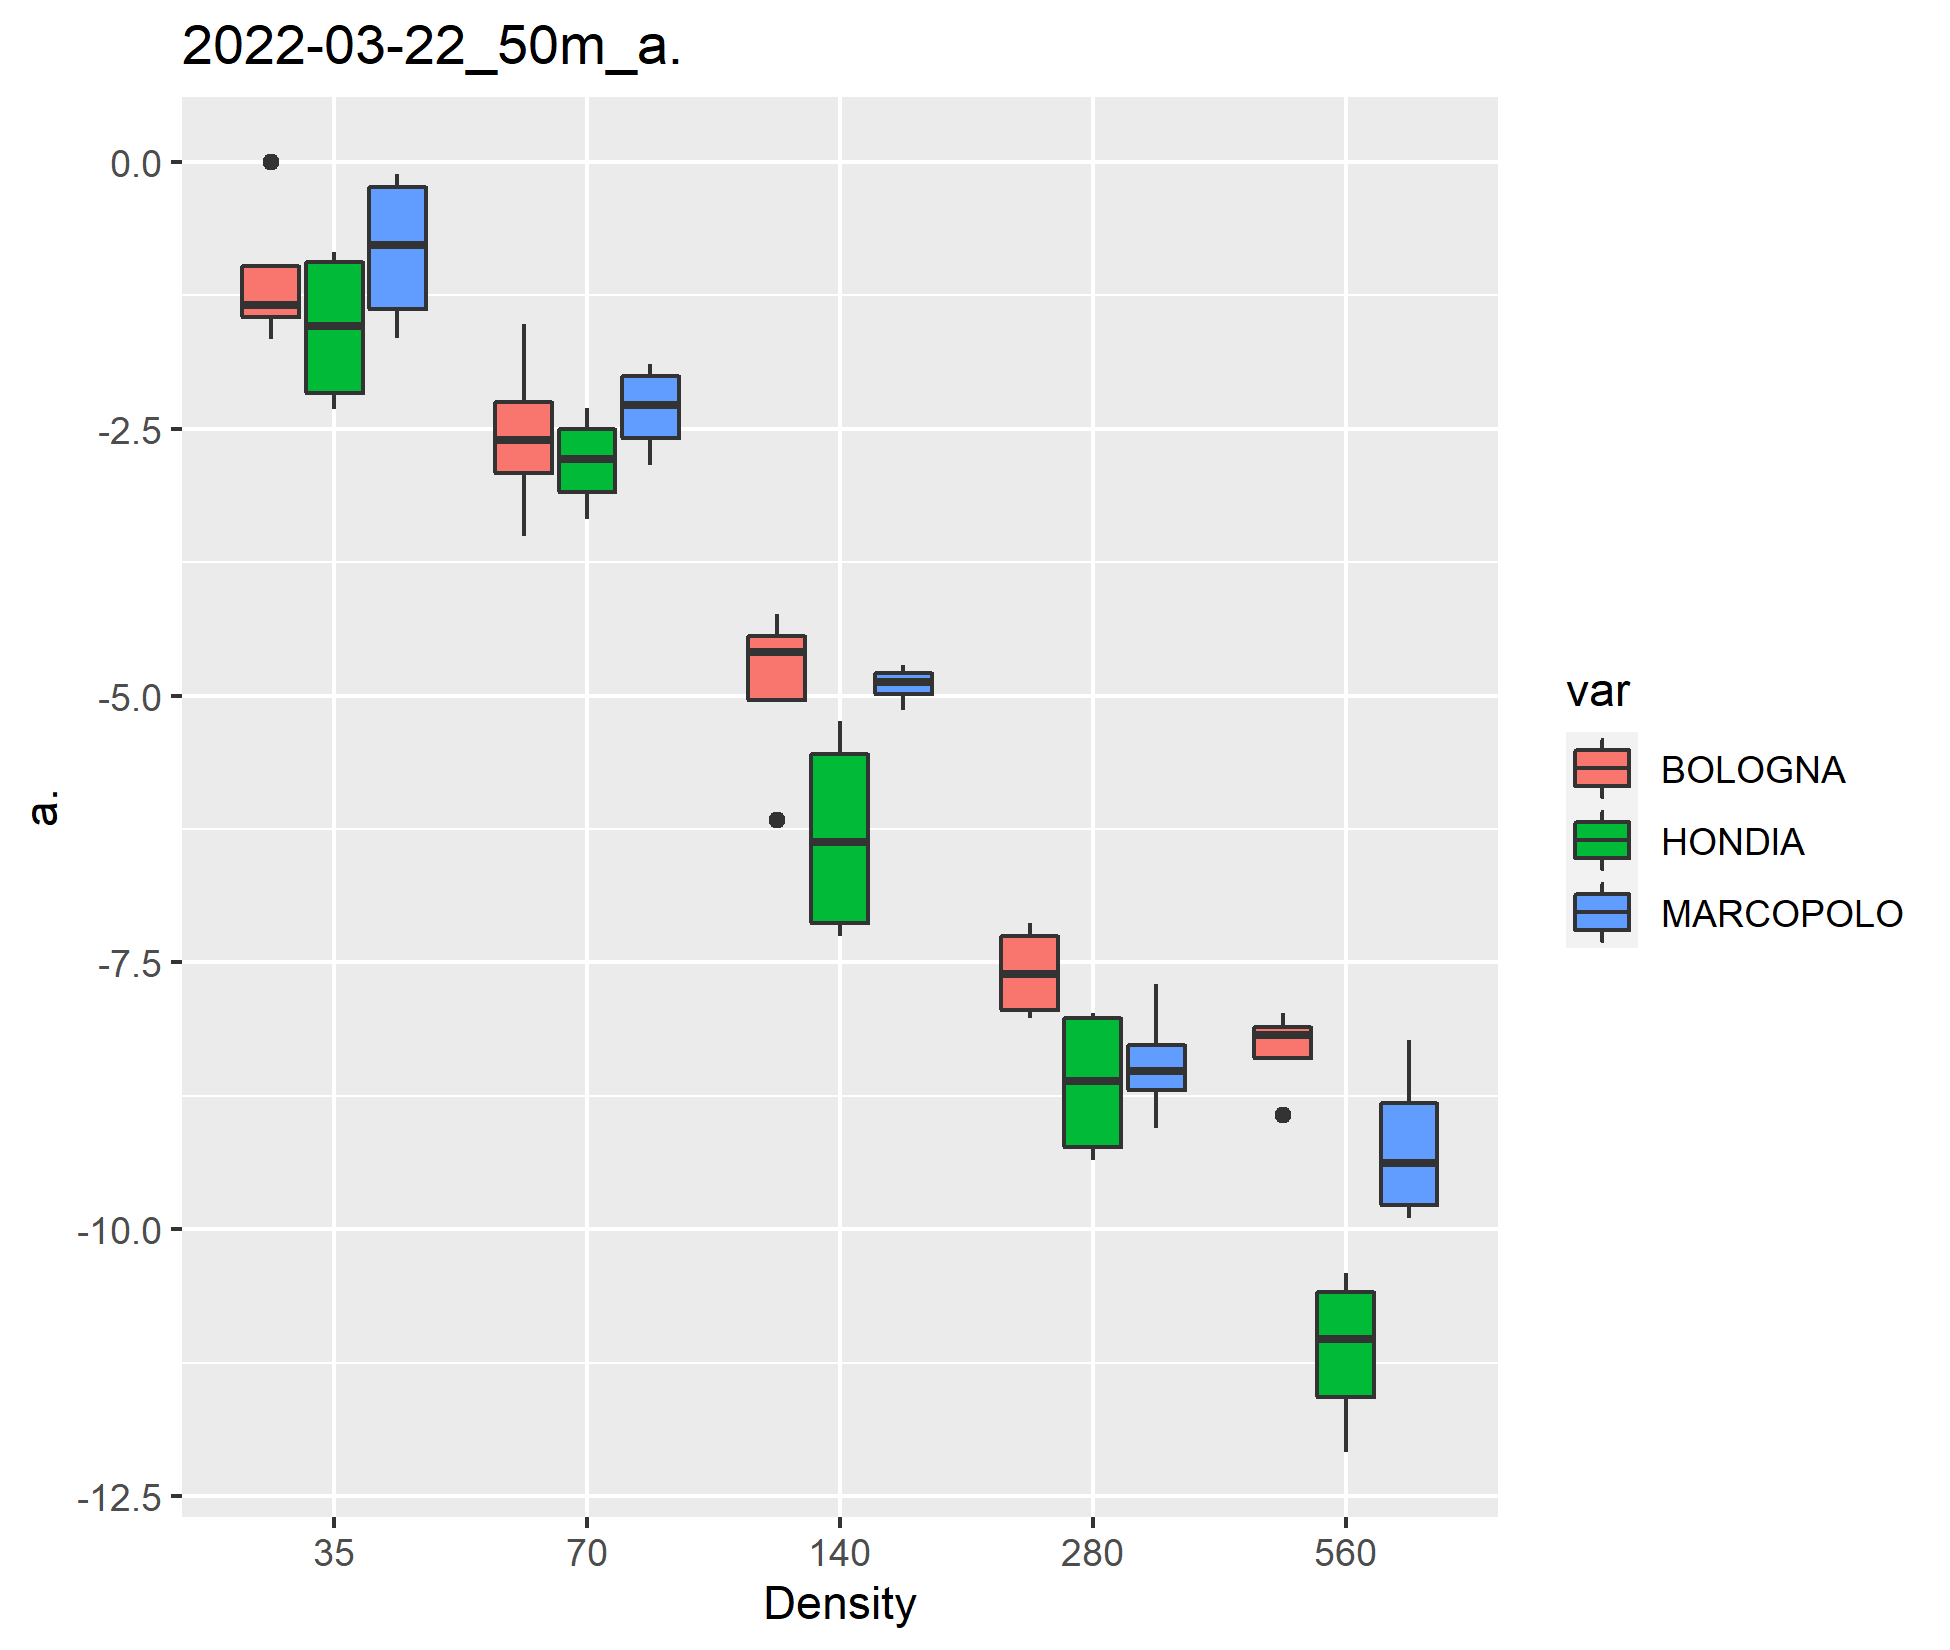 2022-03-22_50m_a.
0.0
-2.5
-5.0
-7.5
-10.0
-12.5
a.
35 70 140 280 560
Density
var
BOLOGNA
HONDIA
MARCOPOLO